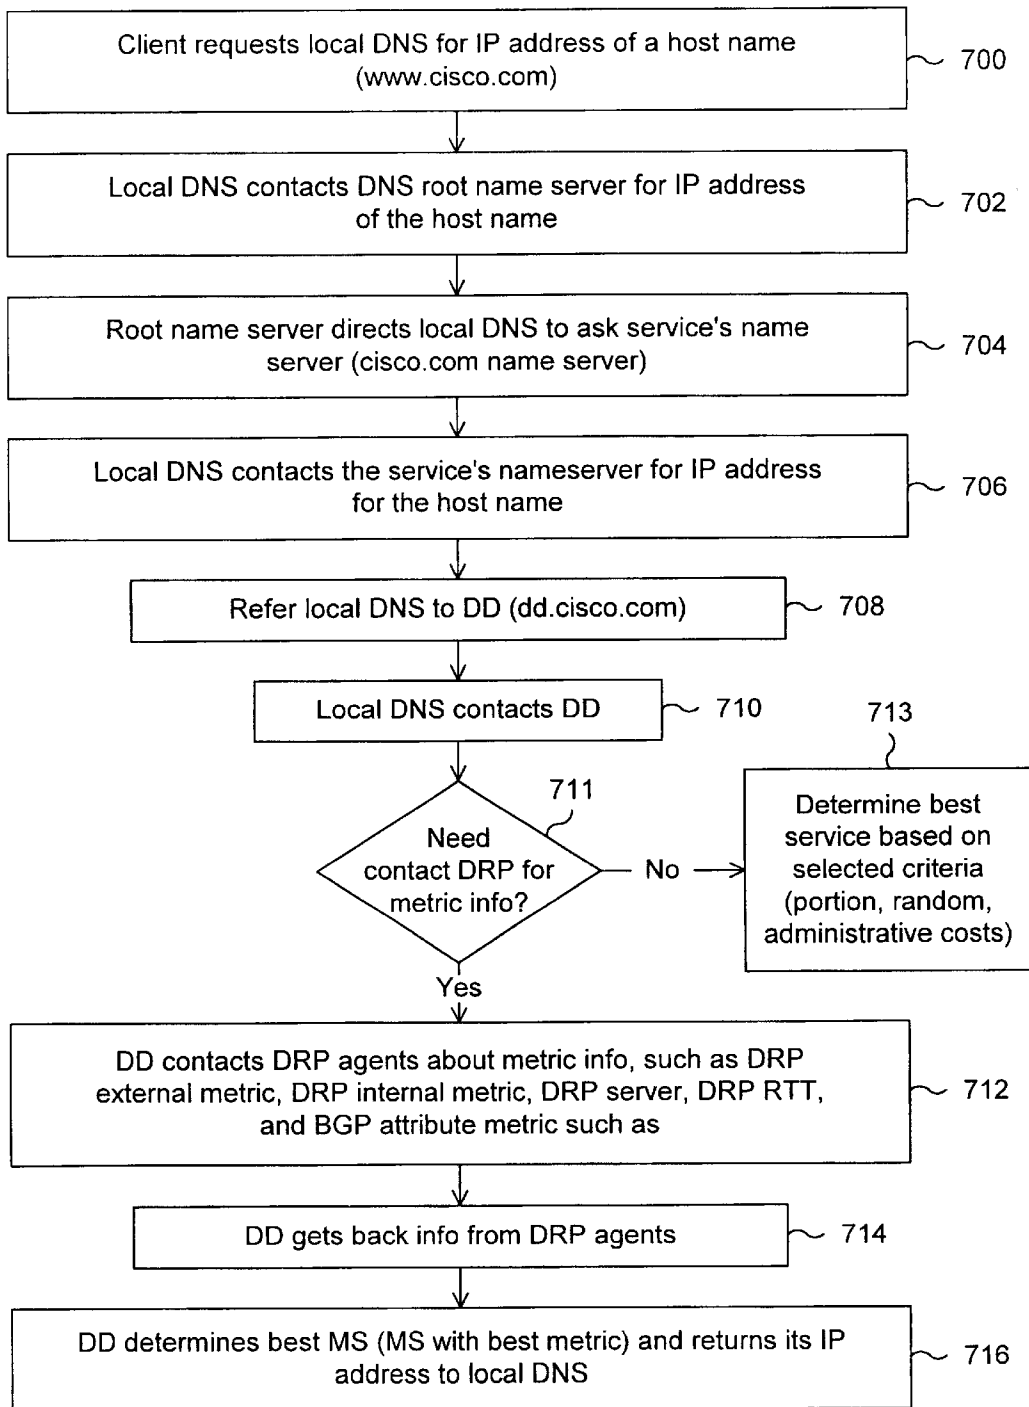 Client requests local DNS for IP address of a host name
(www.cisco.com)
700
Local DNS contacts DNS root name server for IP address
of the host name
702
Root name server directs local DNS to ask service's name
server (cisco.com name server)
704
Local DNS contacts the service's nameserver for IP address
for the host name
706
Refer local DNS to DD (dd.cisco.com)
708
Local DNS contacts DD
710
711
Need
contact DRP for
metric info?
No
713
Determine best
service based on
selected criteria
(portion, random,
administrative costs)
Yes
DD contacts DRP agents about metric info, such as DRP
external metric, DRP internal metric, DRP server, DRP RTT,
and BGP attribute metric such as
712
DD gets back info from DRP agents
714
DD determines best MS (MS with best metric) and returns its IP
address to local DNS
716